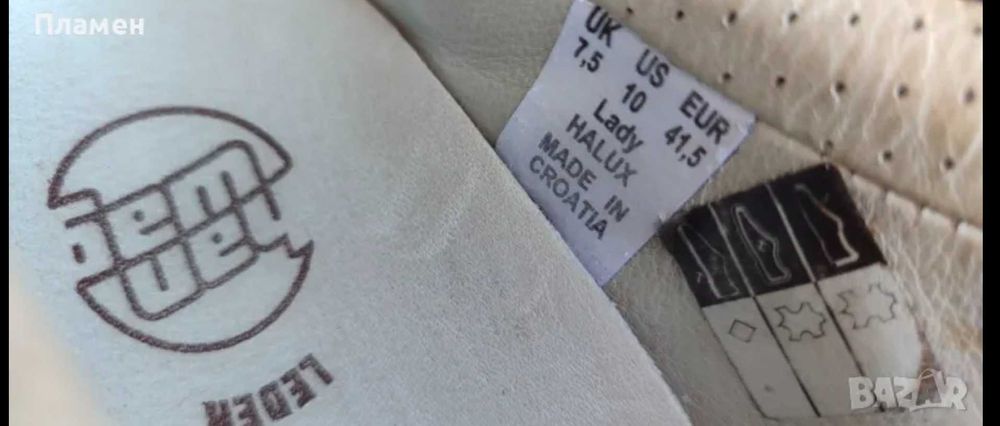 Пламен
UK US EUR
7,5 10 41,5
Lady
HALUX
MADE IN
CROATIA
LEDER
BAZAR